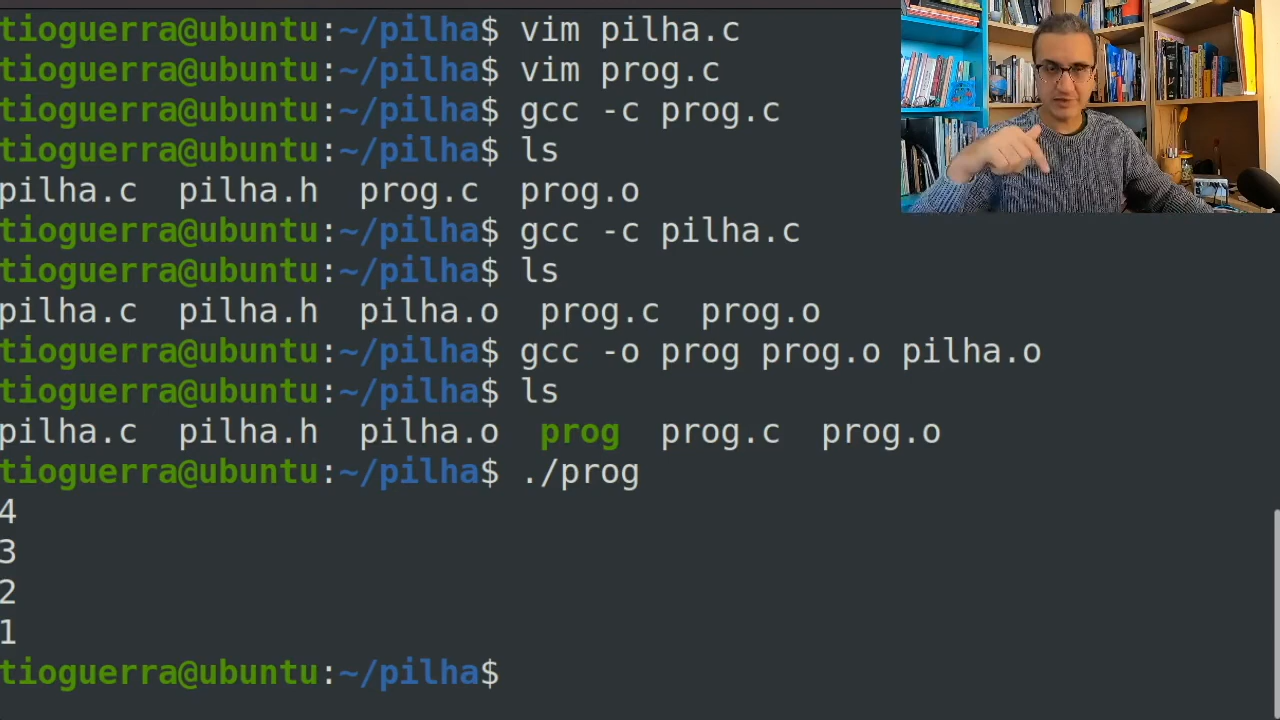 tioguerra@ubuntu:~/pilha$ vim pilha.c
tioguerra@ubuntu:~/pilha$ vim prog.c
tioguerra@ubuntu:~/pilha$ gcc -c prog.c
tioguerra@ubuntu:~/pilha$ ls
pilha.c  pilha.h  prog.c  prog.o
tioguerra@ubuntu:~/pilha$ gcc -c pilha.c
tioguerra@ubuntu:~/pilha$ ls
pilha.c  pilha.h  pilha.o  prog.c  prog.o
tioguerra@ubuntu:~/pilha$ gcc -o prog prog.o pilha.o
tioguerra@ubuntu:~/pilha$ ls
pilha.c  pilha.h  pilha.o  prog  prog.c  prog.o
tioguerra@ubuntu:~/pilha$ ./prog
4
3
2
1
tioguerra@ubuntu:~/pilha$